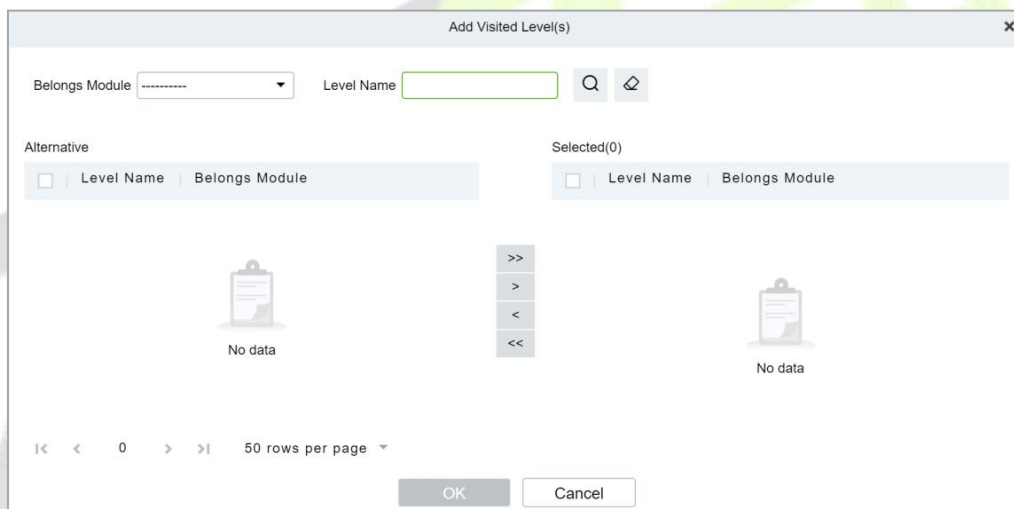 Add Visited Level(s)
Belongs Module ---------- Level Name
Alternative
Level Name Belongs Module
No data
>>
>
<
<<
Selected(0)
Level Name Belongs Module
No data
0 50 rows per page
OK Cancel